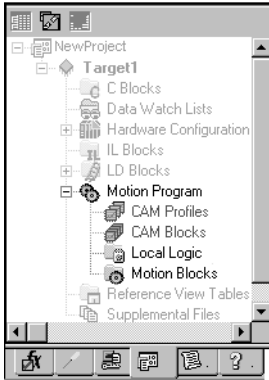 NewProject
Target1
C Blocks
Data Watch Lists
Hardware Configuration
IL Blocks
LD Blocks
Motion Program
CAM Profiles
CAM Blocks
Local Logic
Motion Blocks
Reference View Tables
Supplemental Files